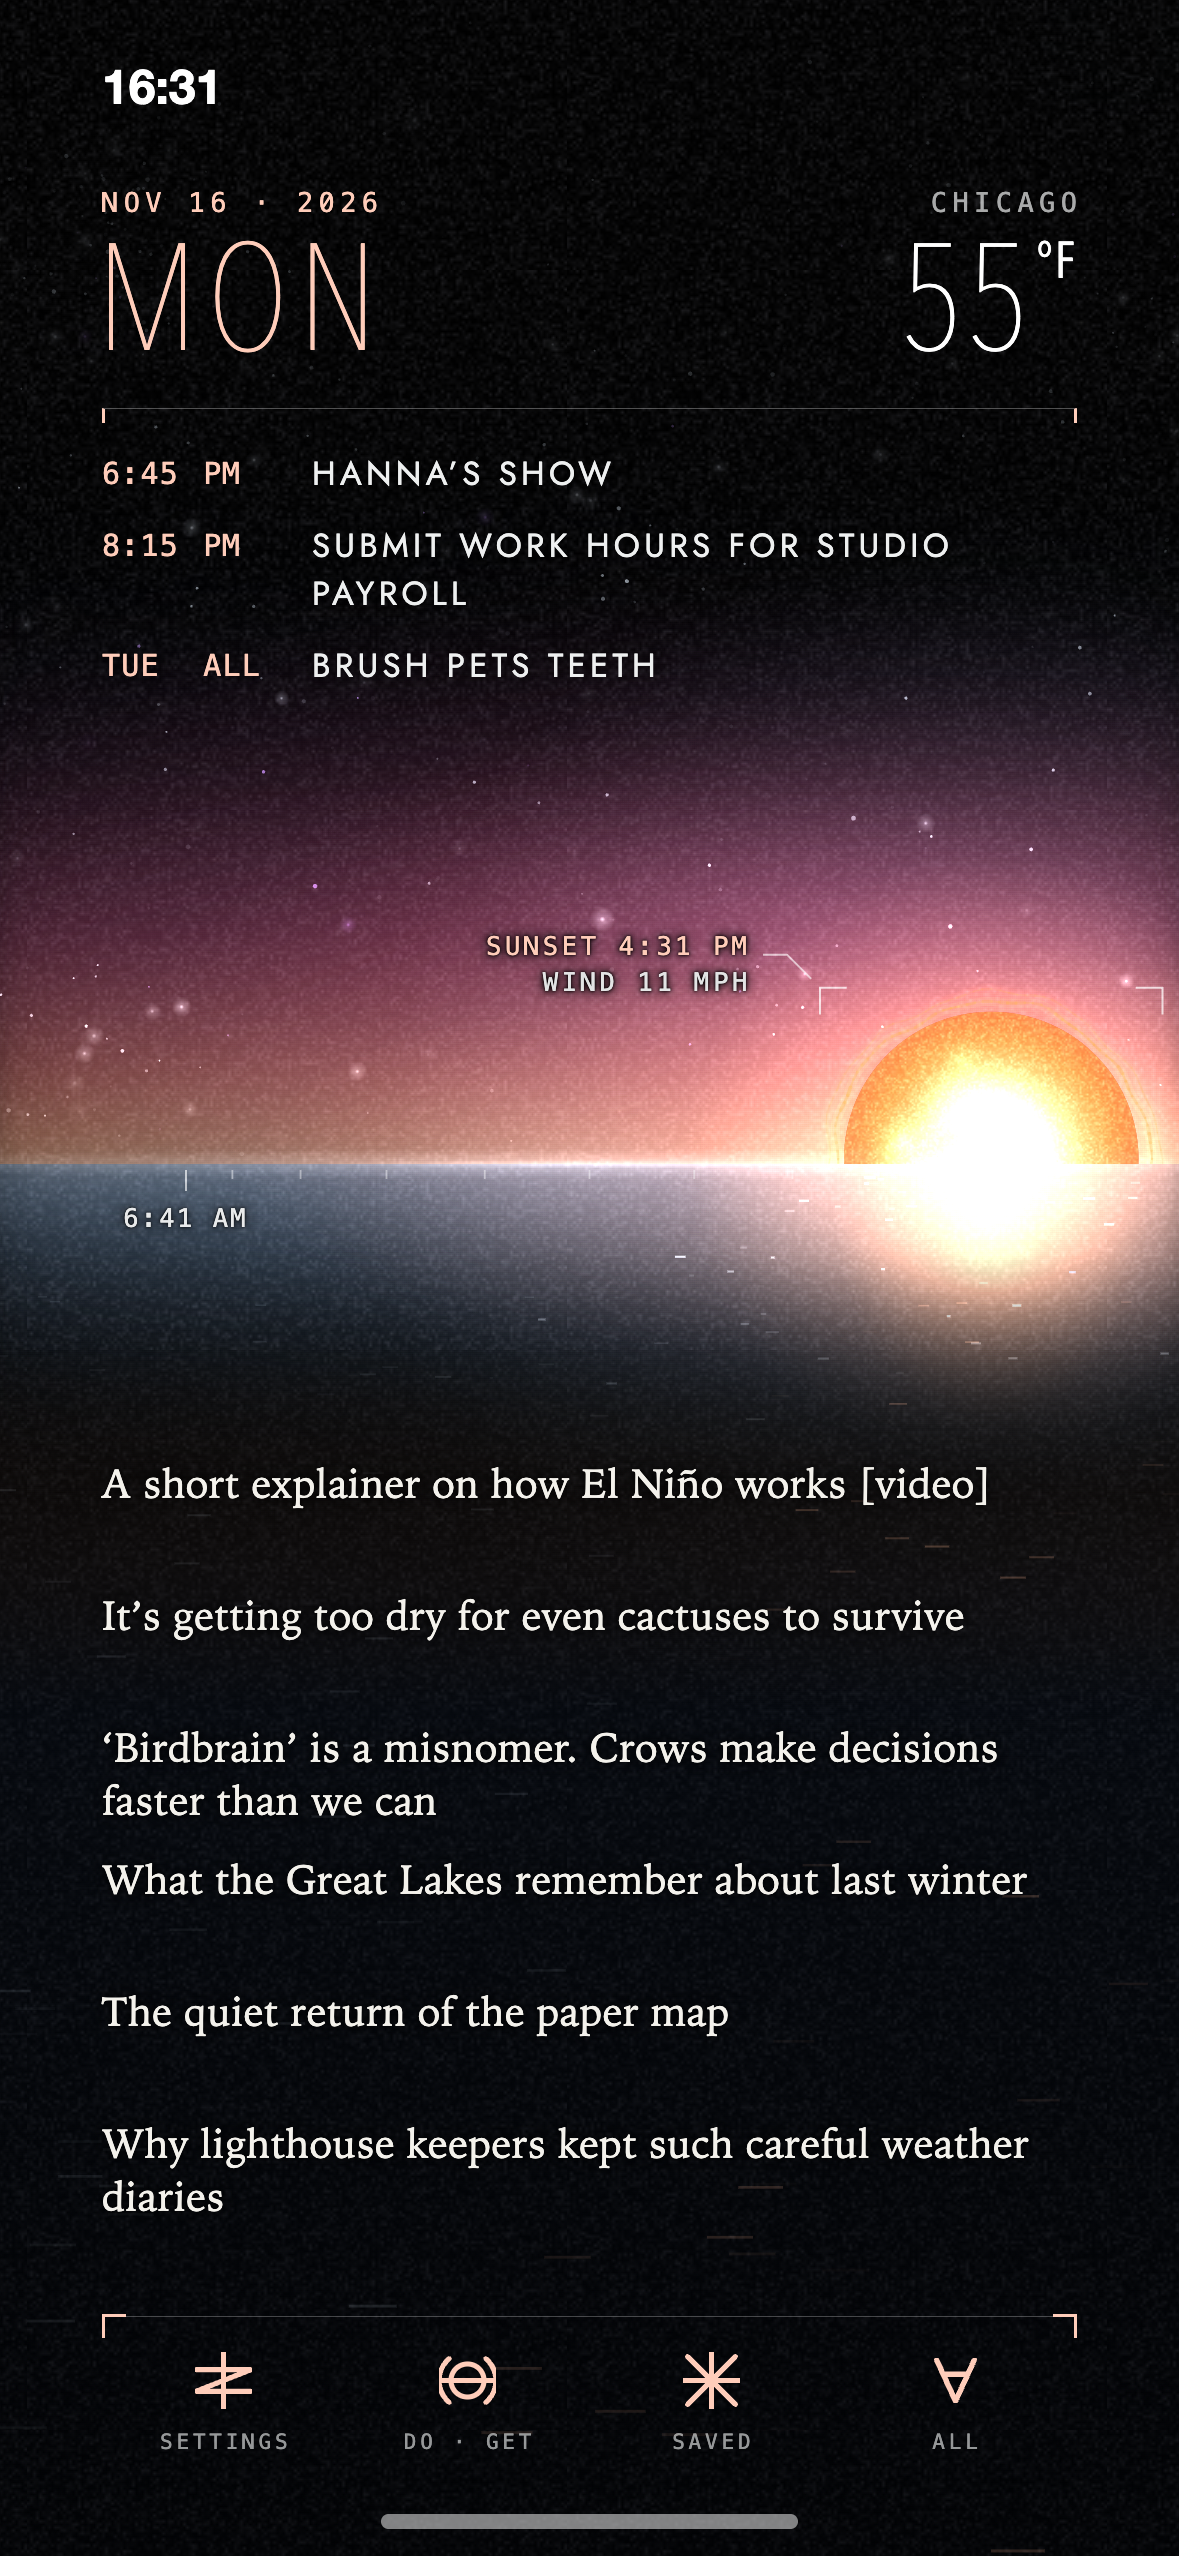 16:31
NOV 16 · 2026
CHICAGO
MON
55°F
6:45 PM HANNA’S SHOW
8:15 PM SUBMIT WORK HOURS FOR STUDIO
PAYROLL
TUE ALL BRUSH PETS TEETH
SUNSET 4:31 PM
WIND 11 MPH
6:41 AM
A short explainer on how El Niño works [video]
It’s getting too dry for even cactuses to survive
‘Birdbrain’ is a misnomer. Crows make decisions
faster than we can
What the Great Lakes remember about last winter
The quiet return of the paper map
Why lighthouse keepers kept such careful weather
diaries
SETTINGS
DO · GET
SAVED
ALL